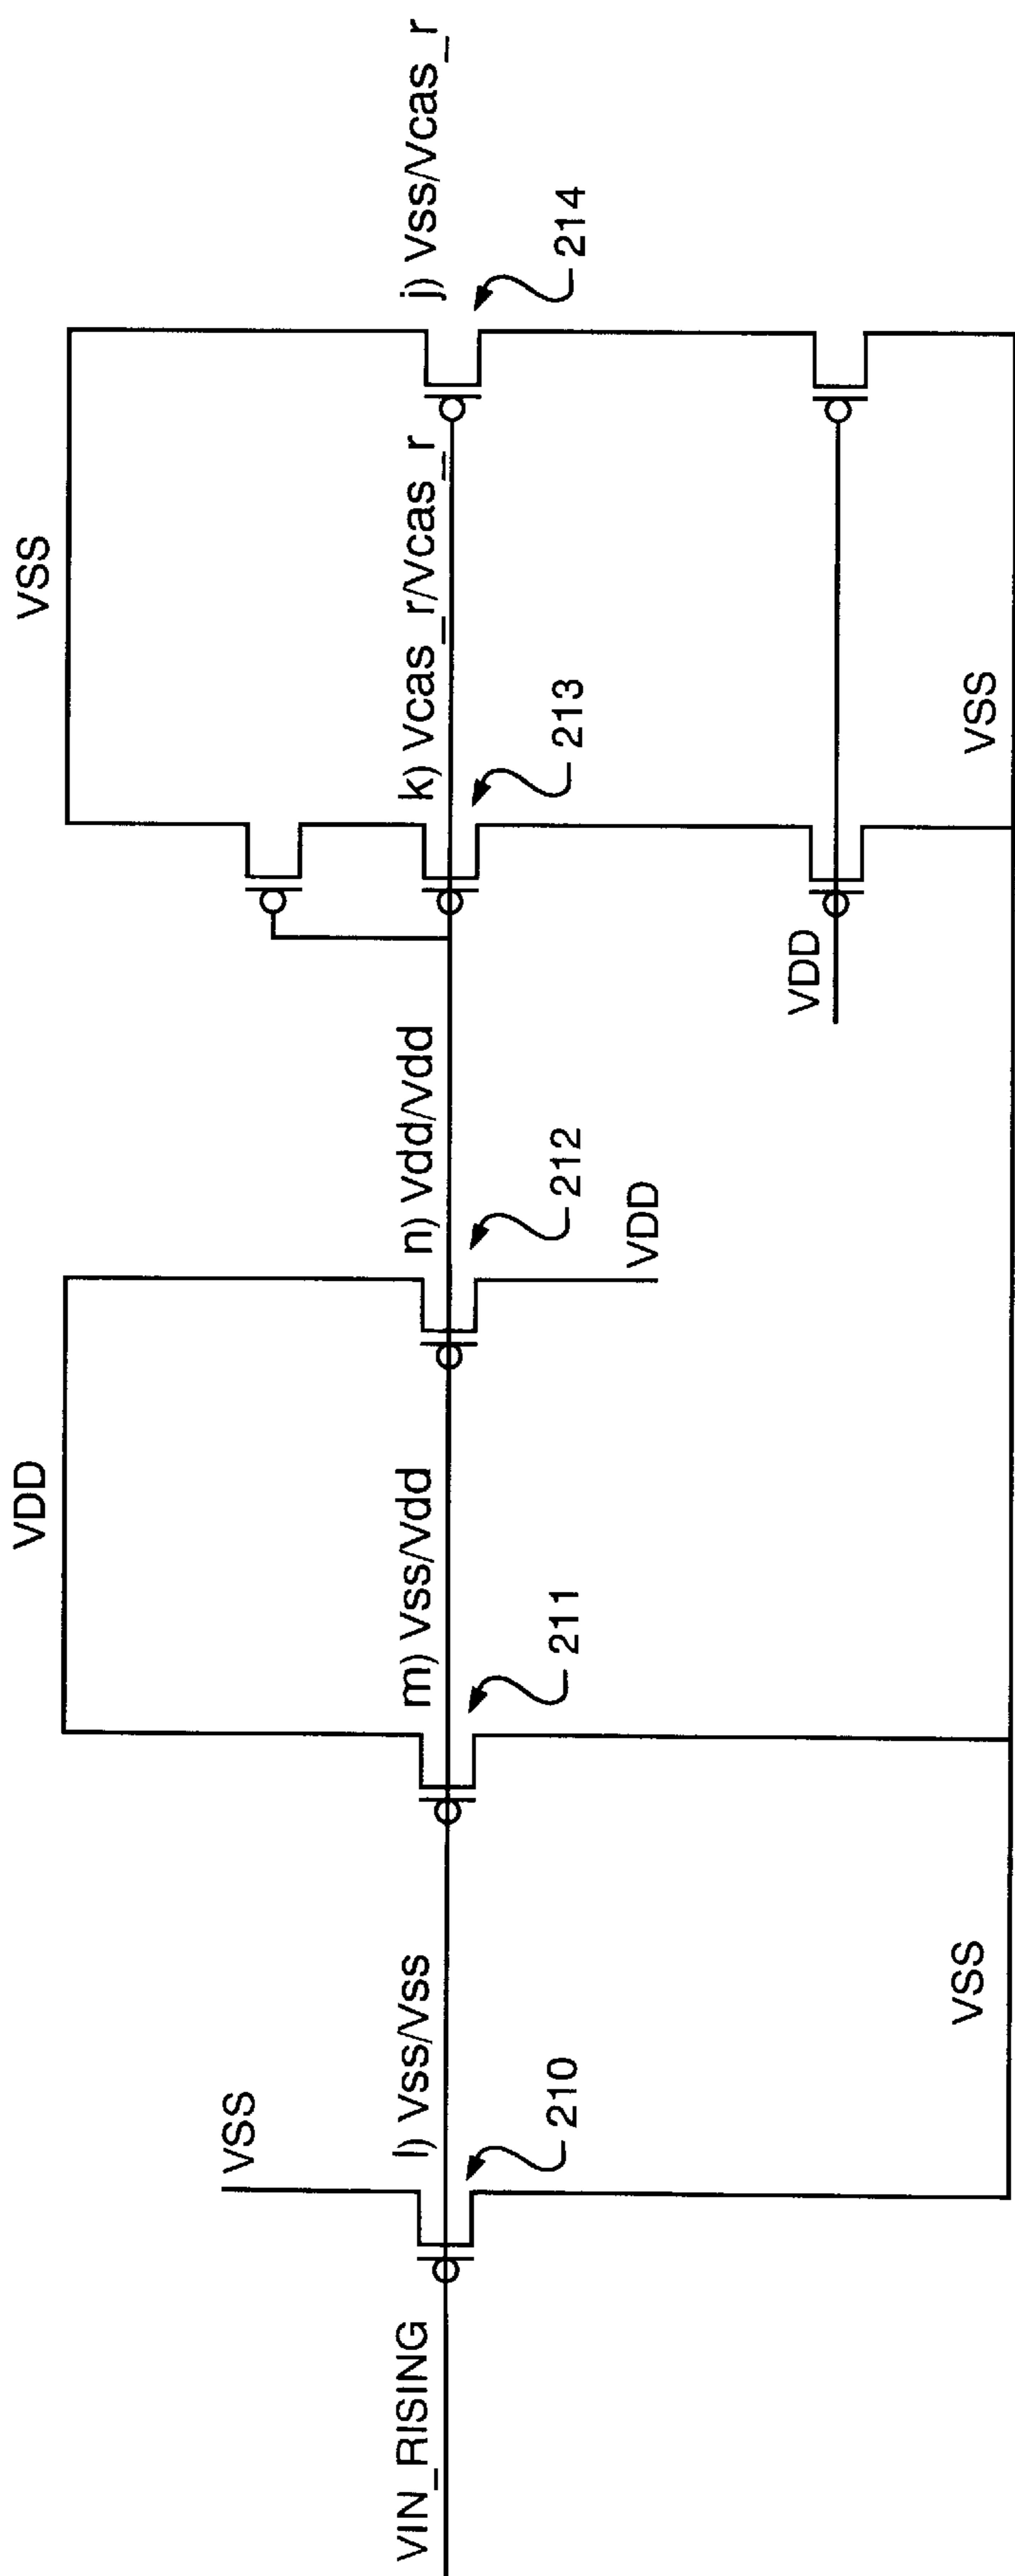 VIN_RISING
VSS
l) Vss/Vss
210
VSS
VDD
m) Vss/Vdd
211
n) Vdd/Vdd
212
VDD
VSS
k) Vcas_r/Vcas_r
213
VDD
VSS
j) Vss/Vcas_r
214